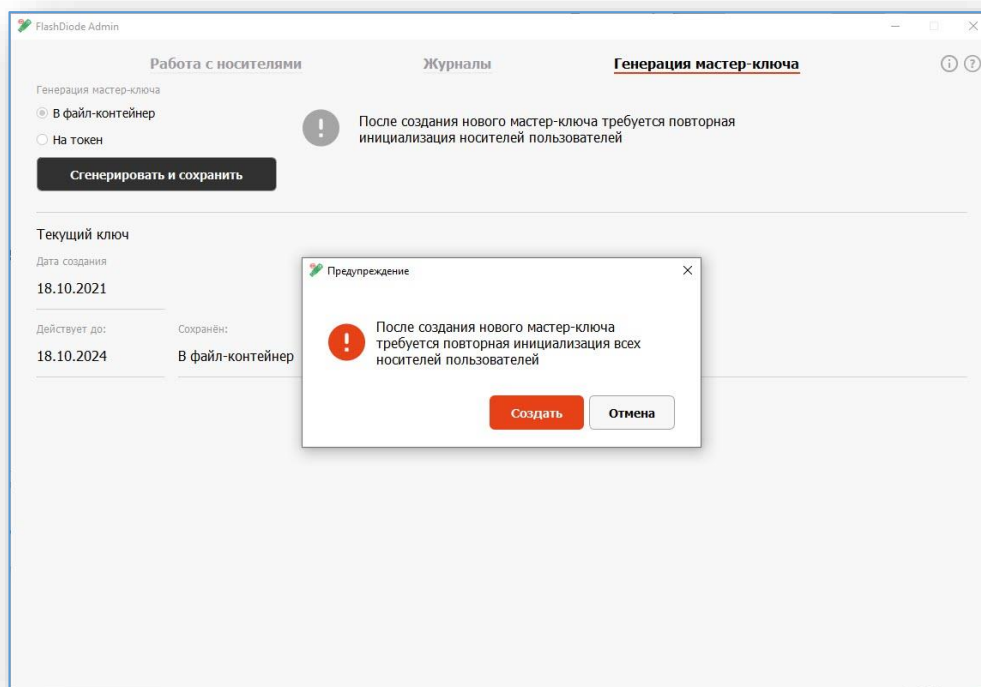 FlashDiode Admin
Работа с носителями
Журналы
Генерация мастер-ключа
Генерация мастер-ключа
В файл-контейнер
На токен
После создания нового мастер-ключа требуется повторная
инициализация носителей пользователей
Сгенерировать и сохранить
Текущий ключ
Дата создания
18.10.2021
Действует до:
Сохранён:
18.10.2024
В файл-контейнер
Предупреждение
После создания нового мастер-ключа
требуется повторная инициализация всех
носителей пользователей
Создать
Отмена